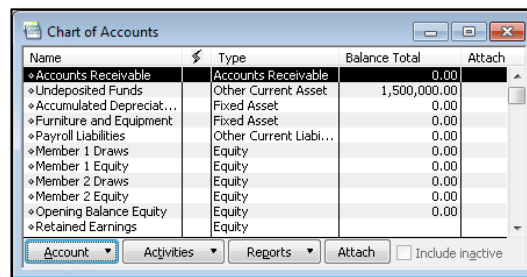 Chart of Accounts
Name Type Balance Total Attach
Accounts Receivable Accounts Receivable 0.00
Undeposited Funds Other Current Asset 1,500,000.00
Accumulated Depreciat... Fixed Asset 0.00
Furniture and Equipment Fixed Asset 0.00
Payroll Liabilities Other Current Liabi... 0.00
Member 1 Draws Equity 0.00
Member 1 Equity Equity 0.00
Member 2 Draws Equity 0.00
Member 2 Equity Equity 0.00
Opening Balance Equity Equity 0.00
Retained Earnings Equity
Account Activities Reports Attach Include inactive